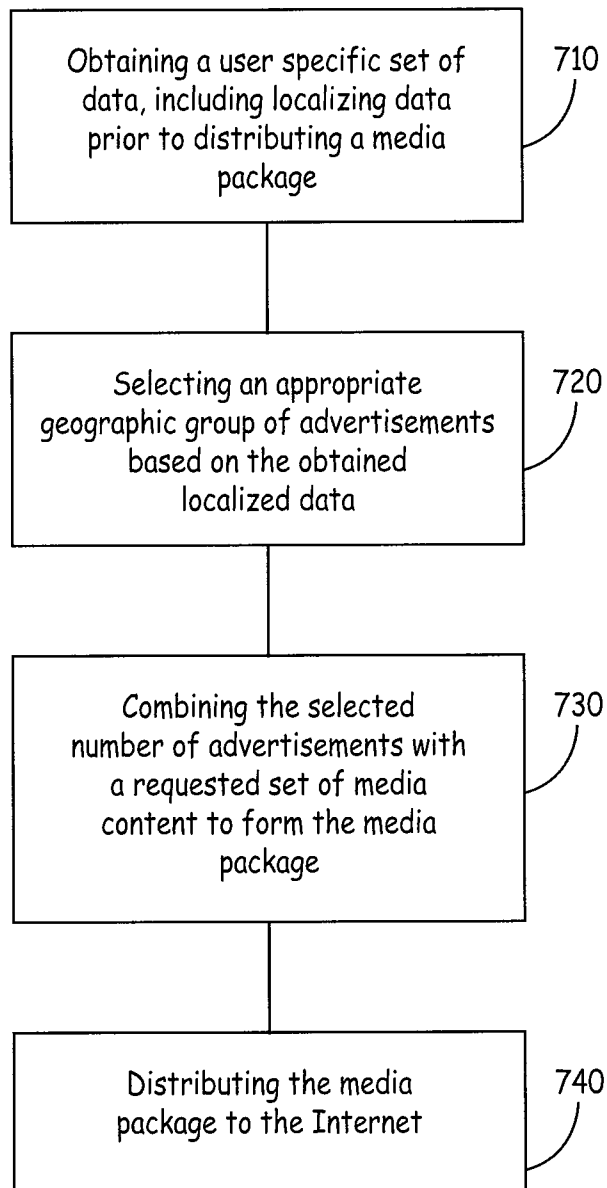 Obtaining a user specific set of
data, including localizing data
prior to distributing a media
package
710
Selecting an appropriate
geographic group of advertisements
based on the obtained
localized data
720
Combining the selected
number of advertisements with
a requested set of media
content to form the media
package
730
Distributing the media
package to the Internet
740